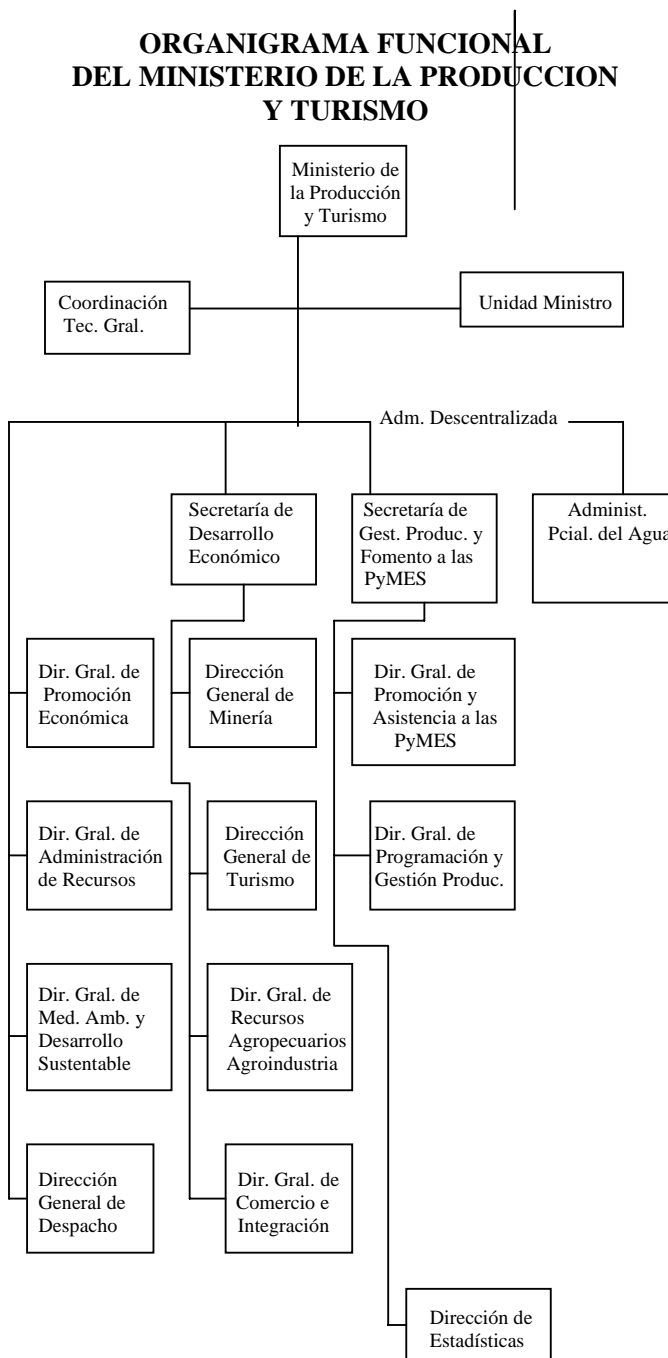 ORGANIGRAMA FUNCIONAL
DEL MINISTERIO DE LA PRODUCCION
Y TURISMO
Ministerio de
la Producción
y Turismo
Coordinación
Tec. Gral.
Unidad Ministro
Adm. Descentralizada
Secretaría de
Desarrollo
Económico
Secretaría de
Gest. Produc. y
Fomento a las
PyMES
Administ.
Pcial. del Agua
Dir. Gral. de
Promoción
Económica
Dirección
General de
Minería
Dir. Gral. de
Promoción y
Asistencia a las
PyMES
Dir. Gral. de
Administración
de Recursos
Dirección
General de
Turismo
Dir. Gral. de
Programación y
Gestión Produc.
Dir. Gral. de
Med. Amb. y
Desarrollo
Sustentable
Dir. Gral. de
Recursos
Agropecuarios
Agroindustria
Dirección
General de
Despacho
Dir. Gral. de
Comercio e
Integración
Dirección de
Estadísticas